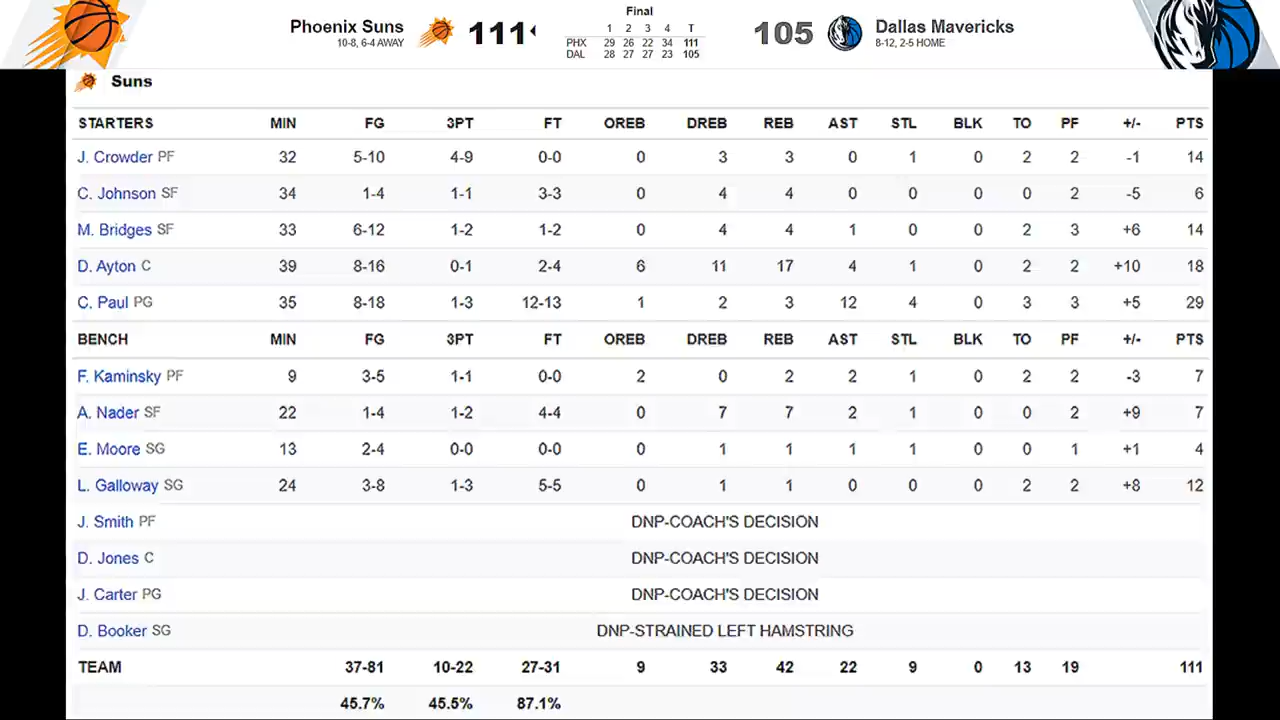 Final
Phoenix Suns 111 1 2 3 4 T 105 Dallas Mavericks
10-8, 6-4 AWAY PHX 29 26 22 34 111 8-12, 2-5 HOME
DAL 28 27 27 23 105
Suns
STARTERS MIN FG 3PT FT OREB DREB REB AST STL BLK TO PF +/- PTS
J. Crowder PF 32 5-10 4-9 0-0 0 3 3 0 1 0 2 2 -1 14
C. Johnson SF 34 1-4 1-1 3-3 0 4 4 0 0 0 0 2 -5 6
M. Bridges SF 33 6-12 1-2 1-2 0 4 4 1 0 0 2 3 +6 14
D. Ayton C 39 8-16 0-1 2-4 6 11 17 4 1 0 2 2 +10 18
C. Paul PG 35 8-18 1-3 12-13 1 2 3 12 4 0 3 3 +5 29
BENCH MIN FG 3PT FT OREB DREB REB AST STL BLK TO PF +/- PTS
F. Kaminsky PF 9 3-5 1-1 0-0 2 0 2 2 1 0 2 2 -3 7
A. Nader SF 22 1-4 1-2 4-4 0 7 7 2 1 0 0 2 +9 7
E. Moore SG 13 2-4 0-0 0-0 0 1 1 1 1 0 0 1 +1 4
L. Galloway SG 24 3-8 1-3 5-5 0 1 1 0 0 0 2 2 +8 12
J. Smith PF DNP-COACH'S DECISION
D. Jones C DNP-COACH'S DECISION
J. Carter PG DNP-COACH'S DECISION
D. Booker SG DNP-STRAINED LEFT HAMSTRING
TEAM 37-81 10-22 27-31 9 33 42 22 9 0 13 19 111
45.7% 45.5% 87.1%